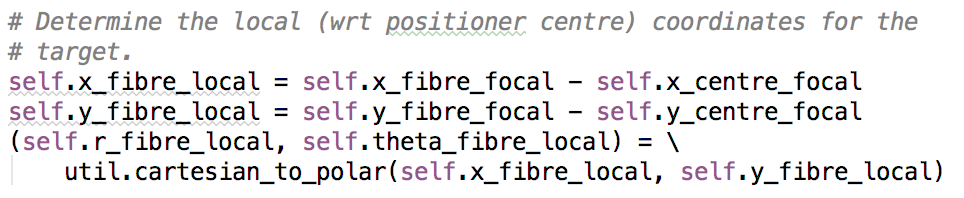 # Determine the local (wrt positioner centre) coordinates for the
# target.
self.x_fibre_local = self.x_fibre_focal - self.x_centre_focal
self.y_fibre_local = self.y_fibre_focal - self.y_centre_focal
(self.r_fibre_local, self.theta_fibre_local) = \
    util.cartesian_to_polar(self.x_fibre_local, self.y_fibre_local)